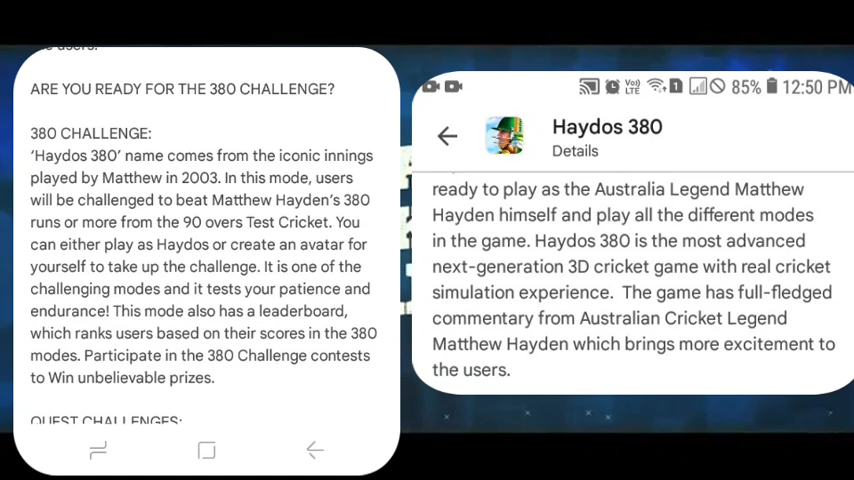 users.
ARE YOU READY FOR THE 380 CHALLENGE?
380 CHALLENGE:
‘Haydos 380’ name comes from the iconic innings
played by Matthew in 2003. In this mode, users
will be challenged to beat Matthew Hayden’s 380
runs or more from the 90 overs Test Cricket. You
can either play as Haydos or create an avatar for
yourself to take up the challenge. It is one of the
challenging modes and it tests your patience and
endurance! This mode also has a leaderboard,
which ranks users based on their scores in the 380
modes. Participate in the 380 Challenge contests
to Win unbelievable prizes.
QUEST CHALLENGES:
Vo) LTE 1 85% 12:50 PM
Haydos 380
Details
ready to play as the Australia Legend Matthew
Hayden himself and play all the different modes
in the game. Haydos 380 is the most advanced
next-generation 3D cricket game with real cricket
simulation experience.  The game has full-fledged
commentary from Australian Cricket Legend
Matthew Hayden which brings more excitement to
the users.